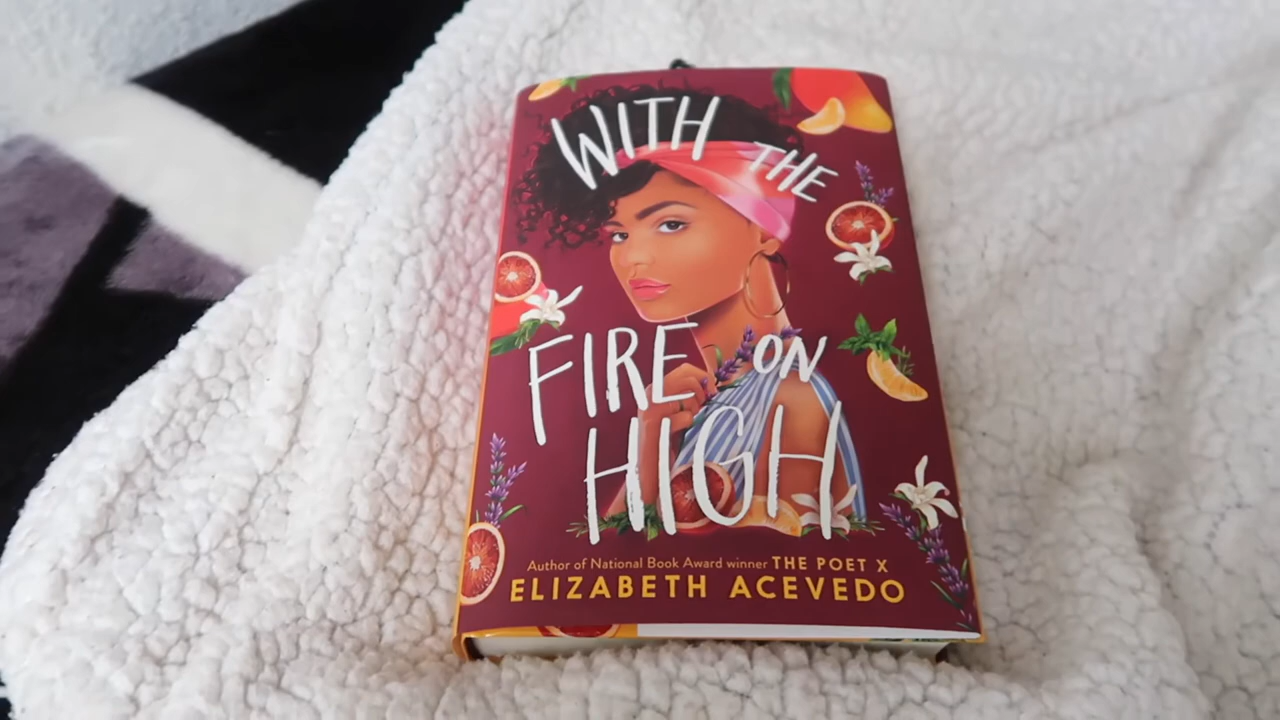 WITH THE
FIRE ON
HIGH
Author of National Book Award winner THE POET X
ELIZABETH ACEVEDO